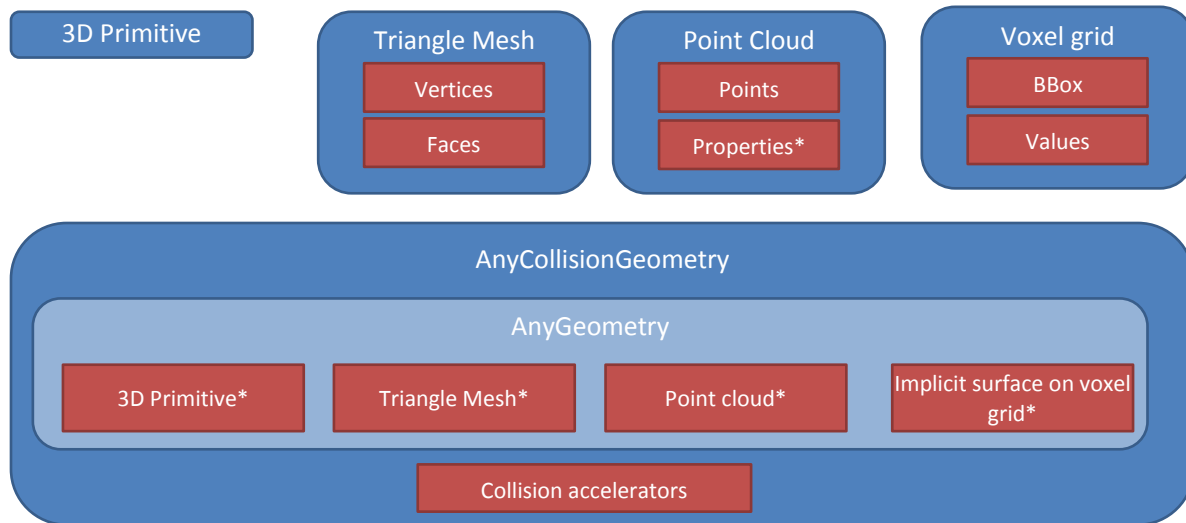 3D Primitive
Triangle Mesh
Vertices
Faces
Point Cloud
Points
Properties*
Voxel grid
BBox
Values
AnyCollisionGeometry
AnyGeometry
3D Primitive*
Triangle Mesh*
Point cloud*
Implicit surface on voxel
grid*
Collision accelerators